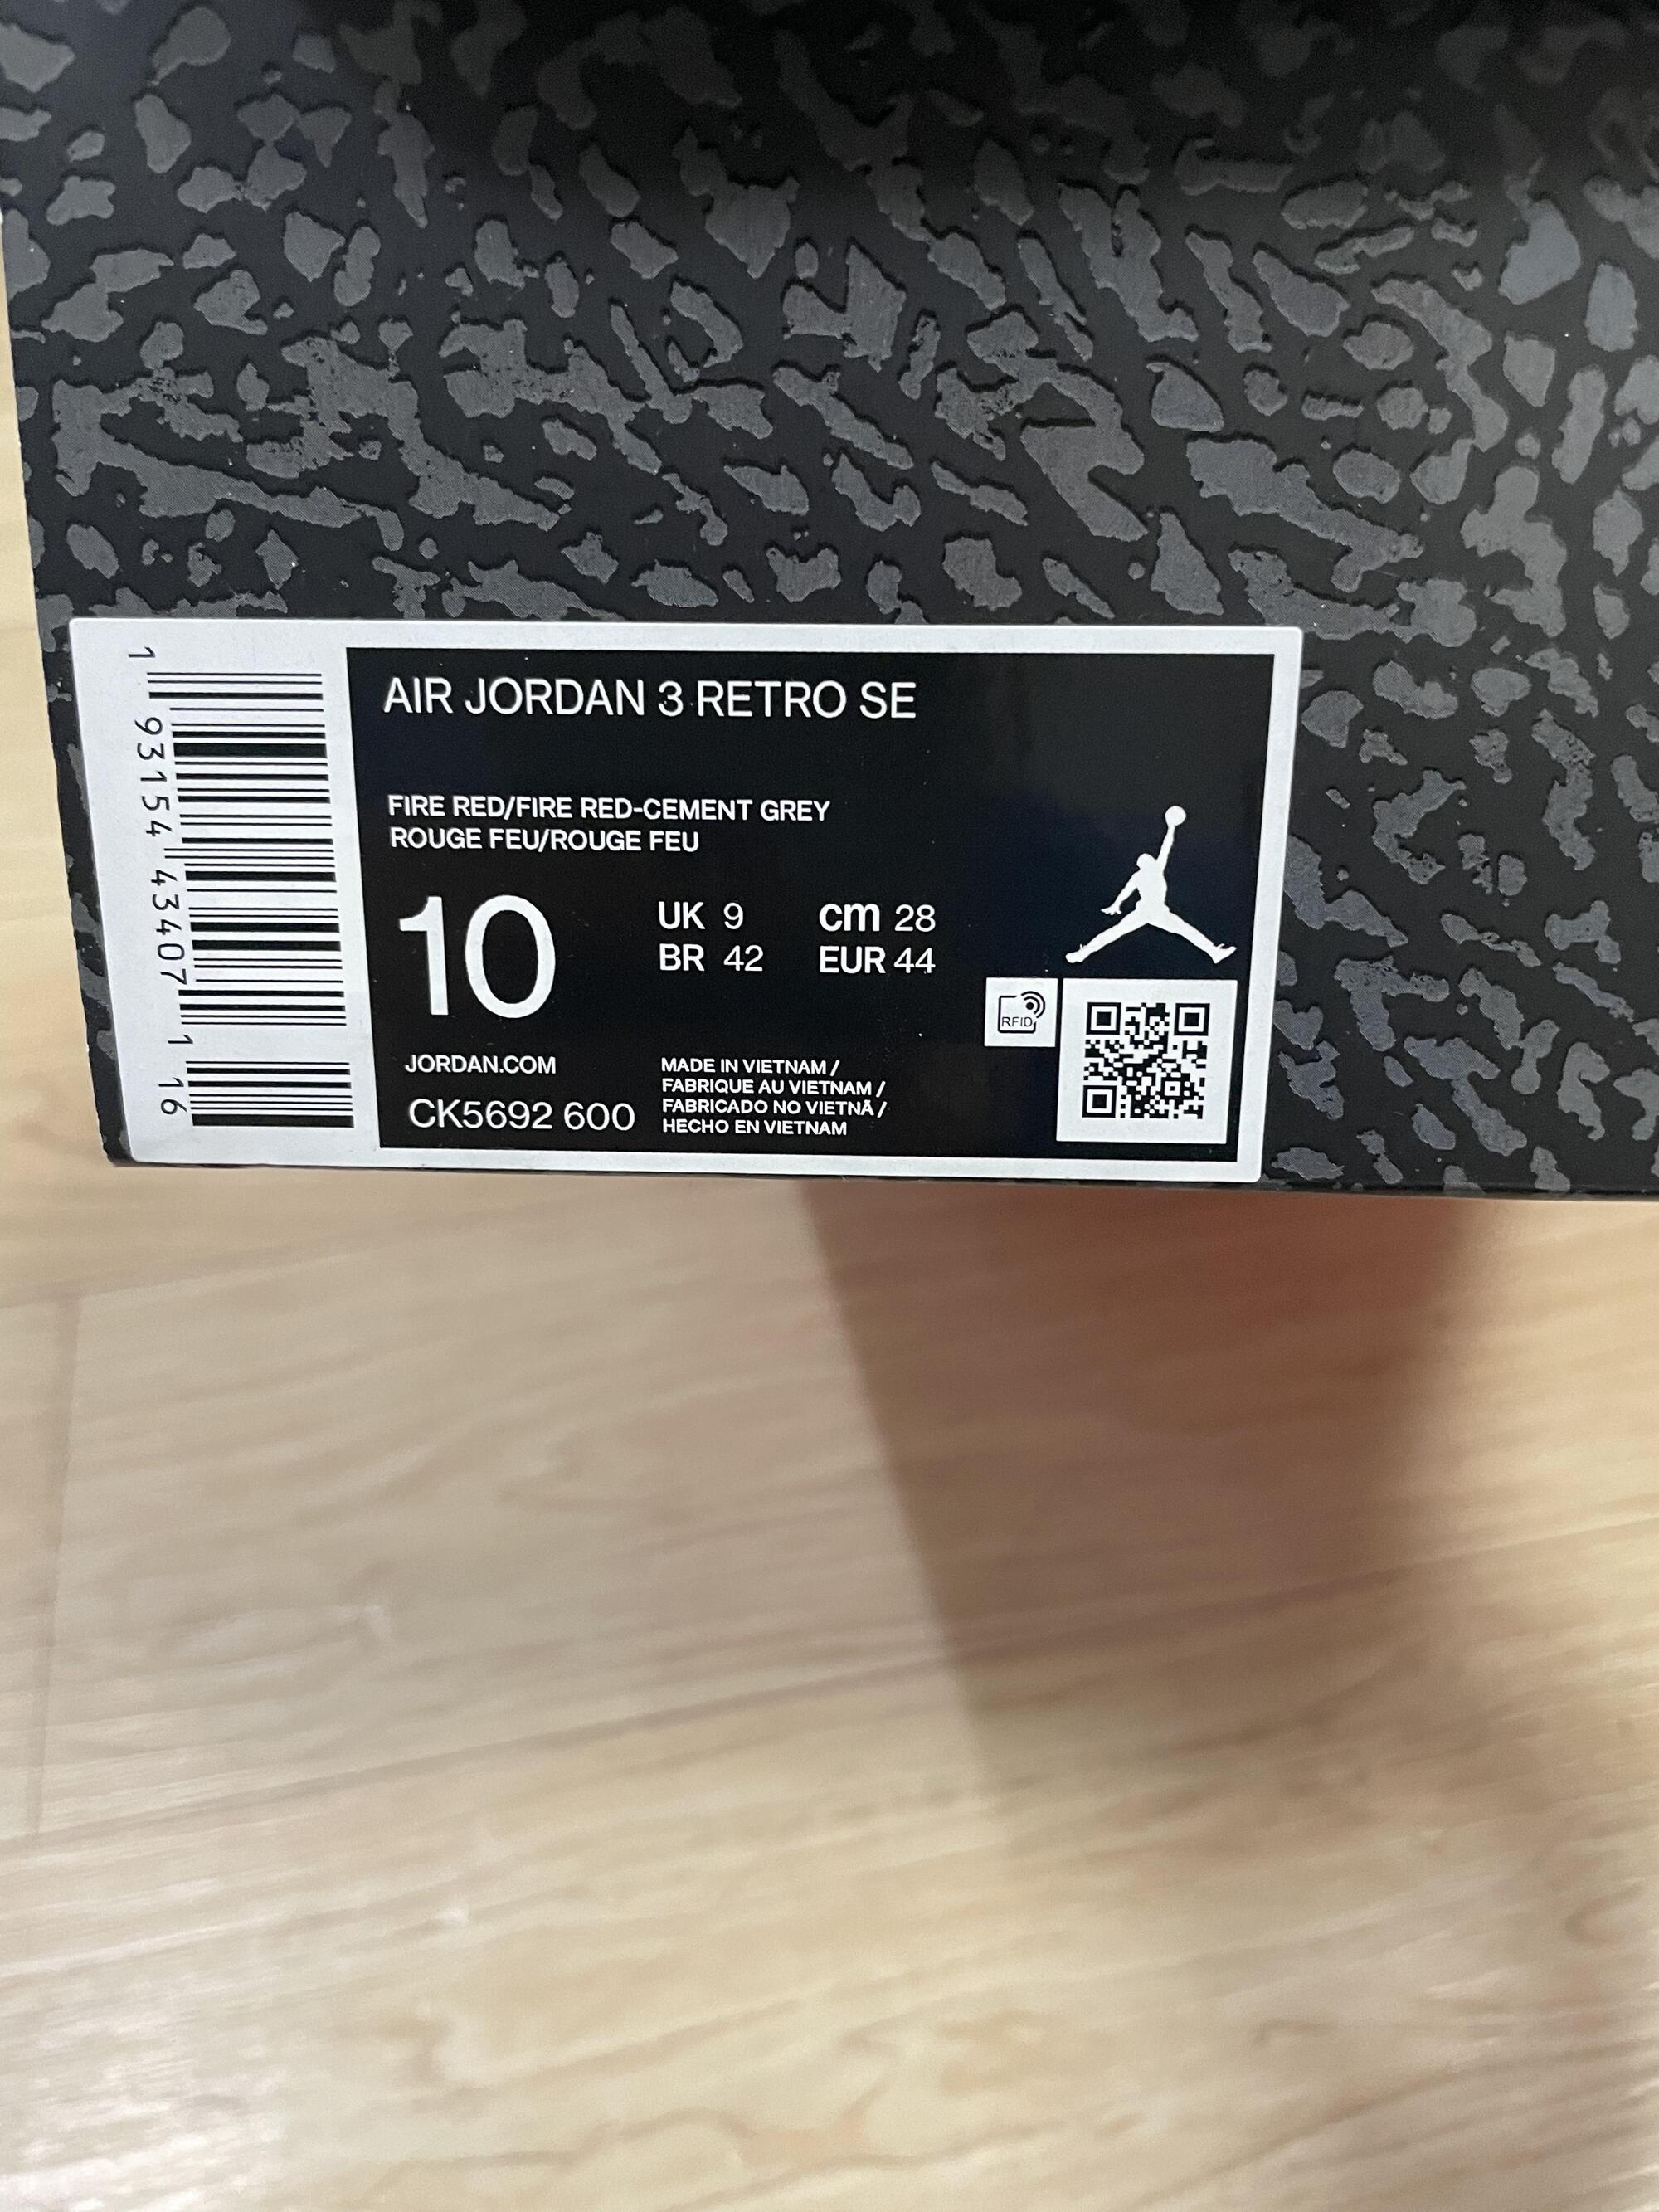 AIR JORDAN 3 RETRO SE
FIRE RED/FIRE RED-CEMENT GREY
ROUGE FEU/ROUGE FEU
10
UK 9 cm 28
BR 42 EUR 44
RFID
JORDAN.COM
CK5692 600
MADE IN VIETNAM /
FABRIQUE AU VIETNAM /
FABRICADO NO VIETNÃ /
HECHO EN VIETNAM
1 93154 43407 1 16